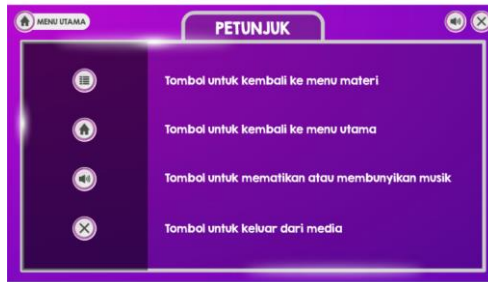 MENU UTAMA
PETUNJUK
Tombol untuk kembali ke menu materi
Tombol untuk kembali ke menu utama
Tombol untuk mematikan atau membunyikan musik
Tombol untuk keluar dari media